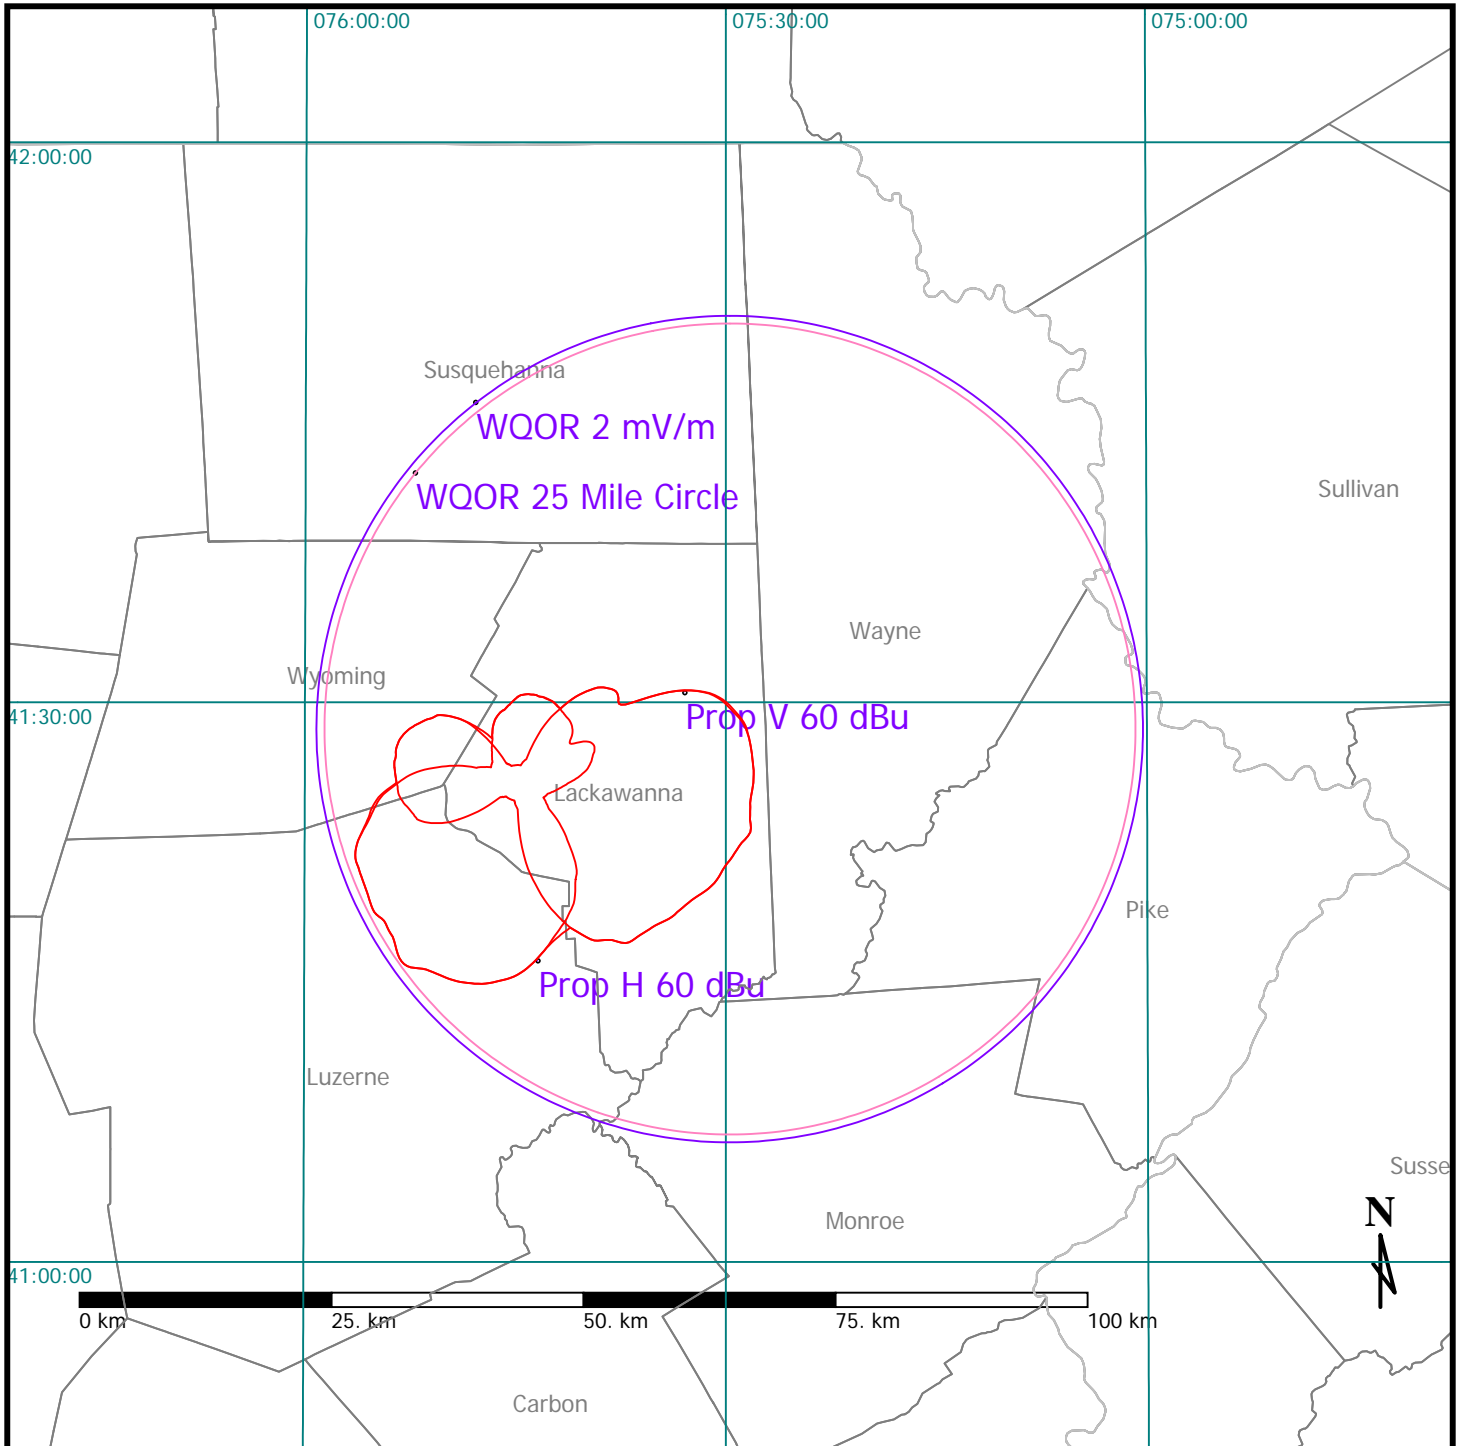 076:00:00
075:30:00
075:00:00
42:00:00
Susquehanna
WQOR 2 mV/m
WQOR 25 Mile Circle
Sullivan
Wayne
Wyoming
41:30:00
Prop V 60 dBu
Lackawanna
Pike
Prop H 60 dBu
Luzerne
Susse
Monroe
N
41:00:00
0 km
25. km
50. km
75. km
100 km
Carbon